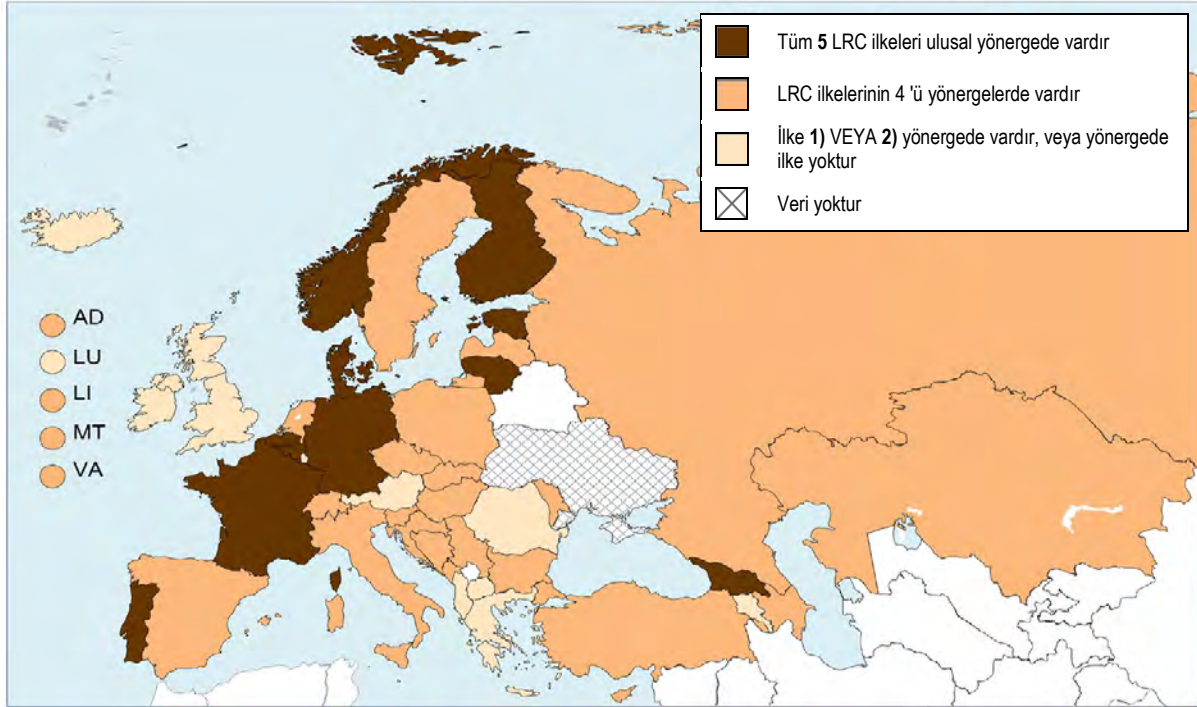 Tüm 5 LRC ilkeleri ulusal yönergede vardır
LRC ilkelerinin 4 'ü yönergelerde vardır
İlke 1) VEYA 2) yönergede vardır, veya yönergede
ilke yoktur
Veri yoktur
AD
LU
LI
MT
VA